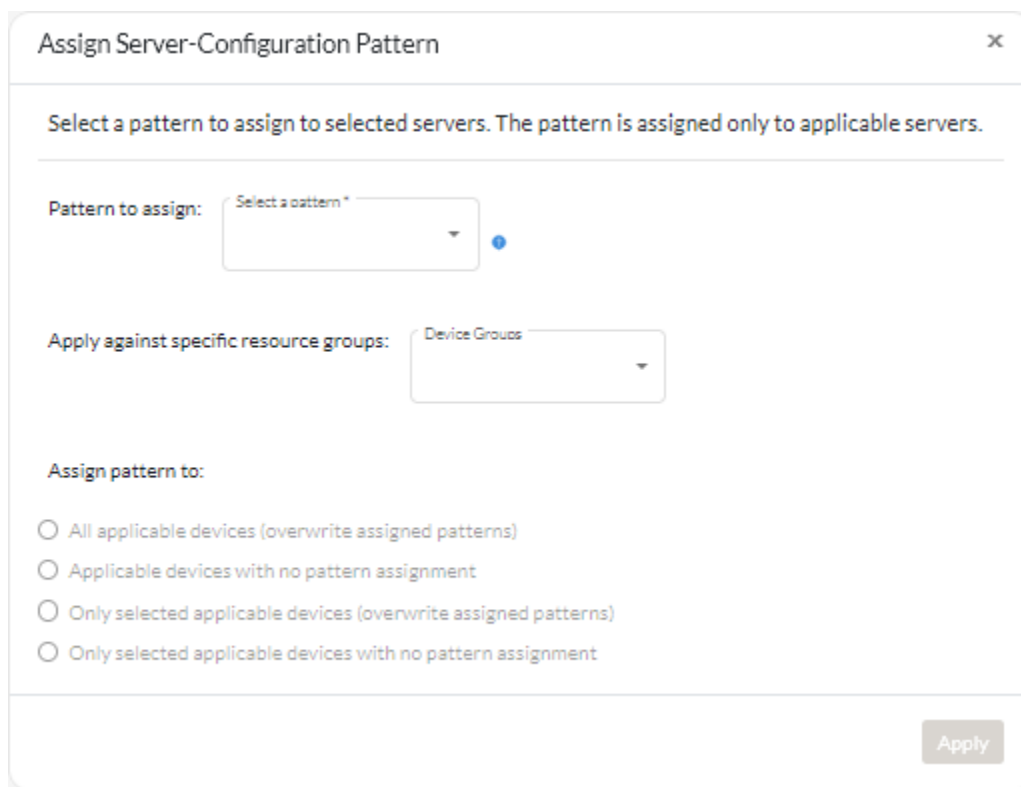 Assign Server-Configuration Pattern
Select a pattern to assign to selected servers. The pattern is assigned only to applicable servers.
Select a pattern *
Pattern to assign:
Device Groups
Apply against specific resource groups:
Assign pattern to:
All applicable devices (overwrite assigned patterns)
Applicable devices with no pattern assignment
Only selected applicable devices (overwrite assigned patterns)
Only selected applicable devices with no pattern assignment
Apply